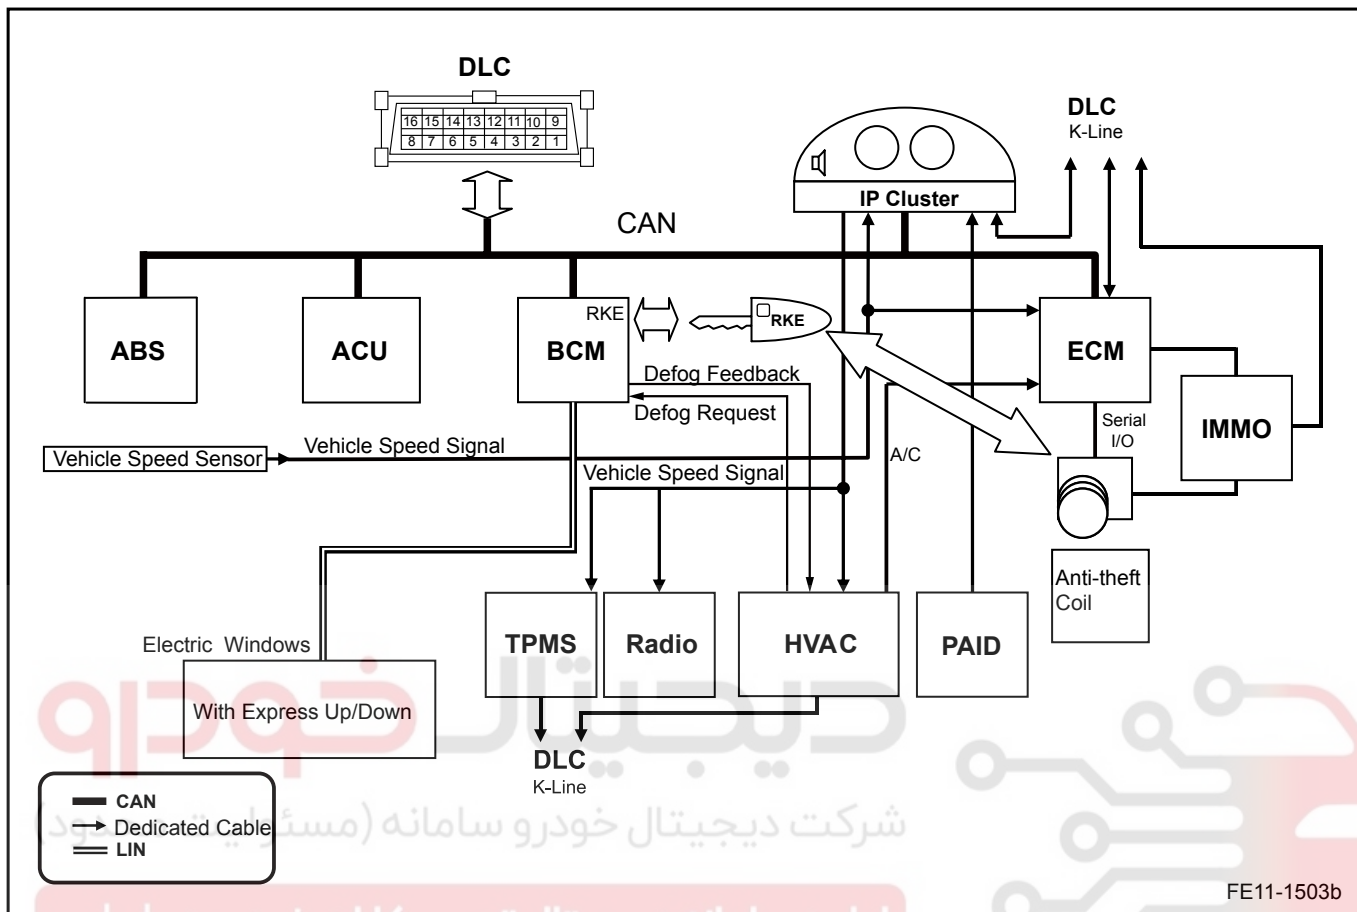 DLC
16 15 14 13 12 11 10 9
8 7 6 5 4 3 2 1
IP Cluster
DLC
K-Line
CAN
ABS
ACU
RKE
BCM
RKE
ECM
IMMO
Defog Feedback
Defog Request
Serial
I/O
Vehicle Speed Sensor
Vehicle Speed Signal
Vehicle Speed Signal
A/C
Anti-theft
Coil
Electric Windows
With Express Up/Down
TPMS
Radio
HVAC
PAID
DLC
K-Line
دیجیتال خودرو
شرکت دیجیتال خودرو سامانه (مسئولیت محدود)
CAN
Dedicated Cable
LIN
FE11-1503b